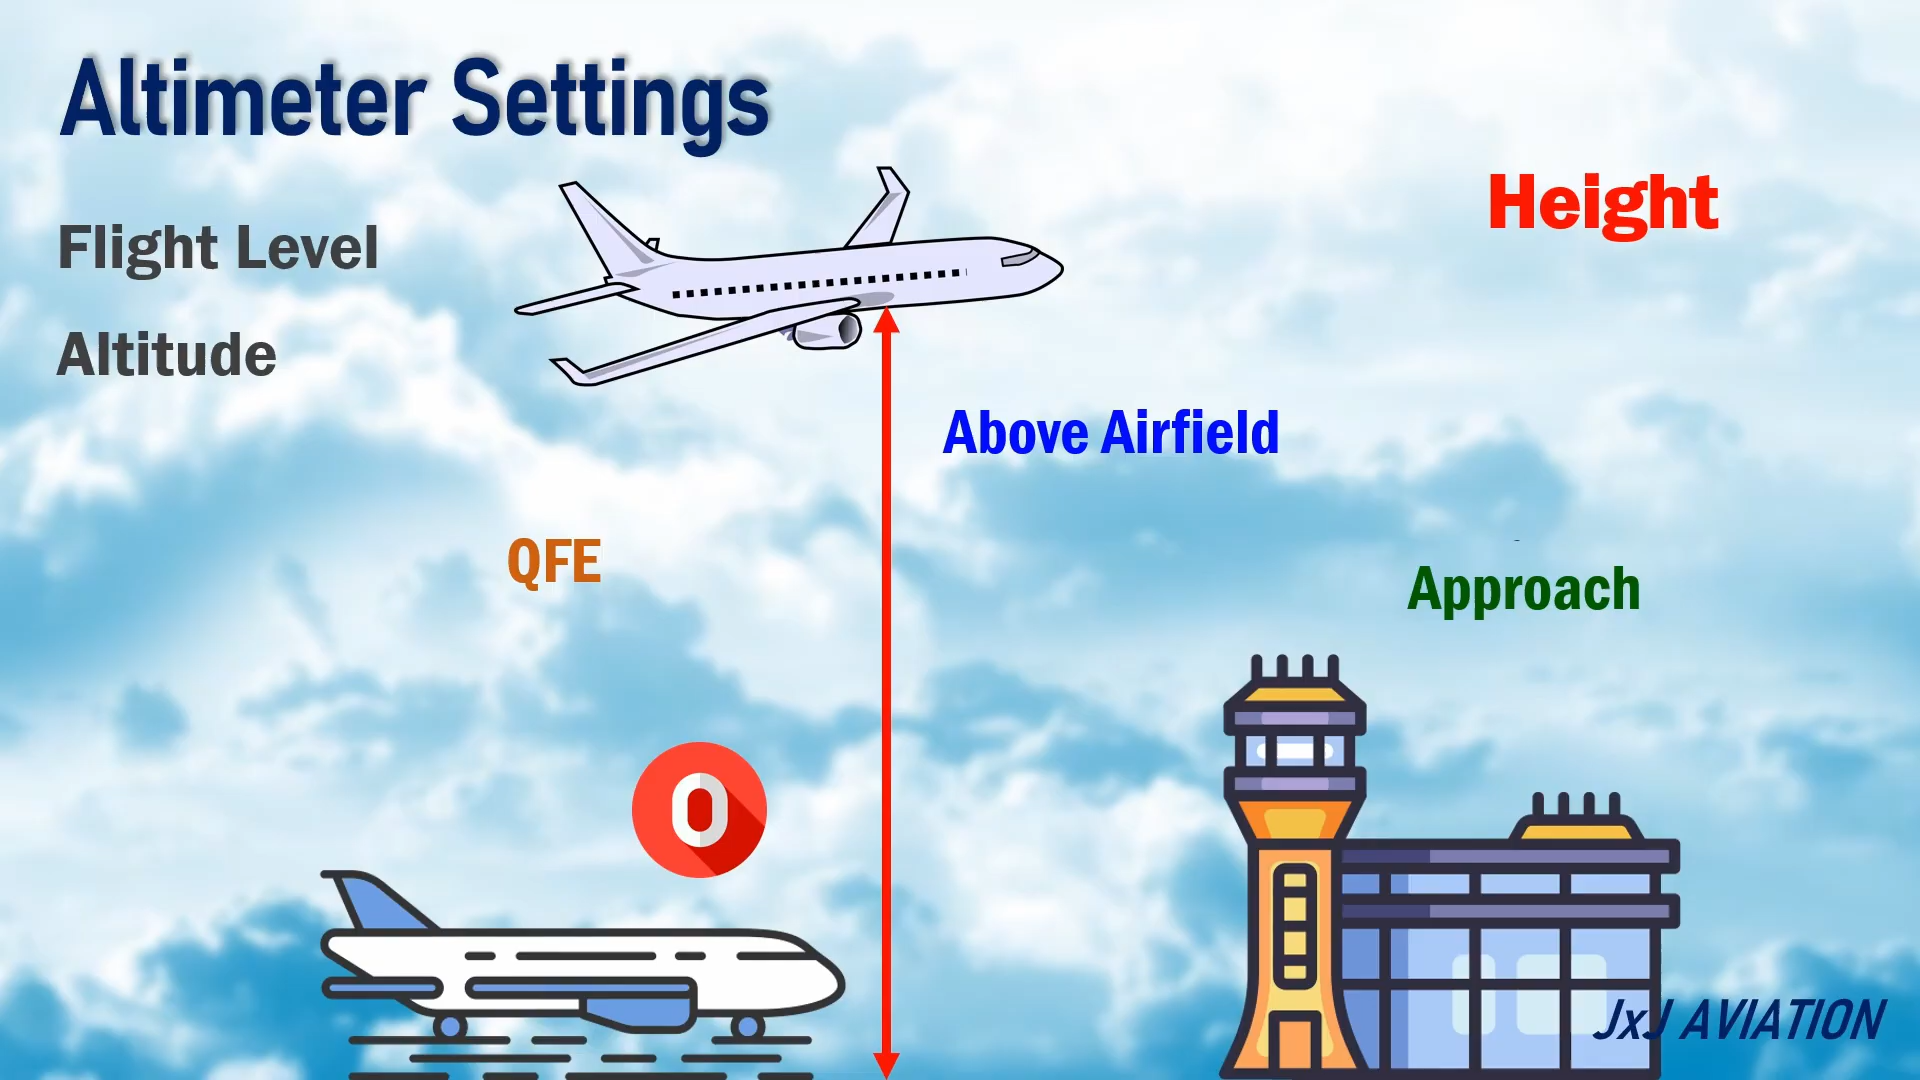 Altimeter Settings
Height
Flight Level
Altitude
Above Airfield
QFE
Approach
0
JxJ AVIATION